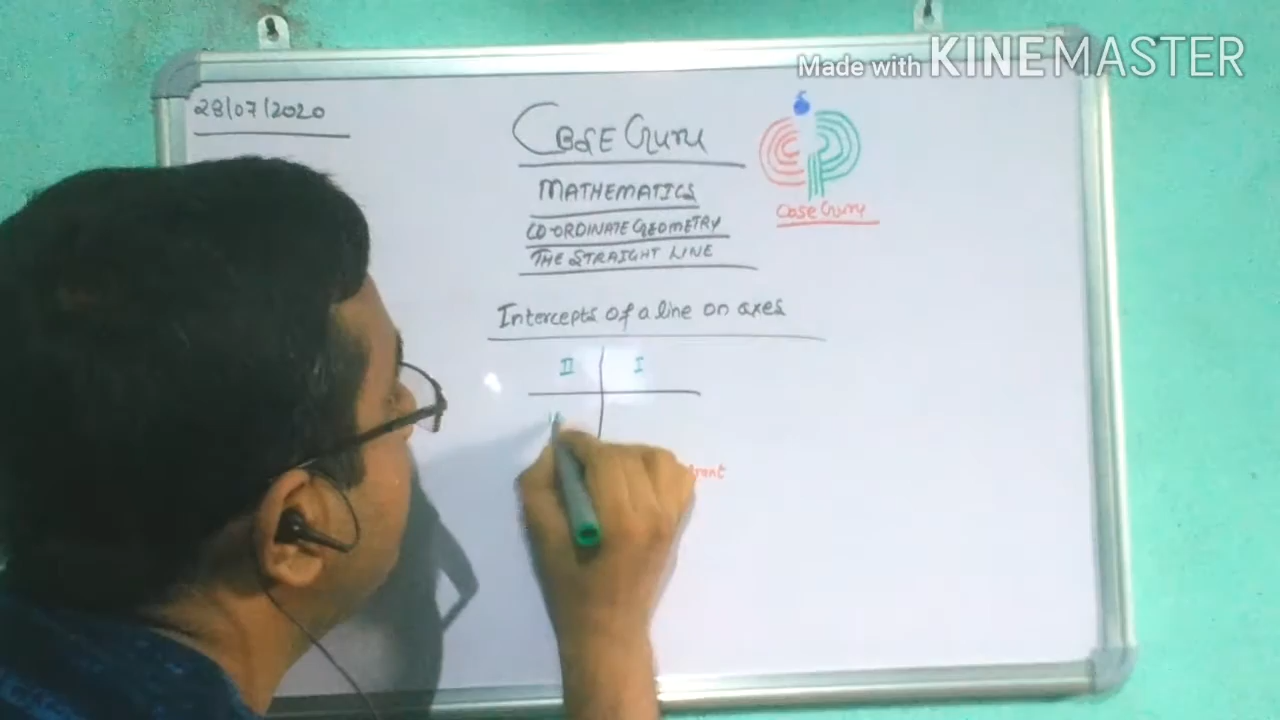 Made with KINEMASTER
28/07/2020
CBSE Guru
MATHEMATICS
CO-ORDINATE GEOMETRY
THE STRAIGHT LINE
CBSE Guru
Intercepts of a line on axes
II I